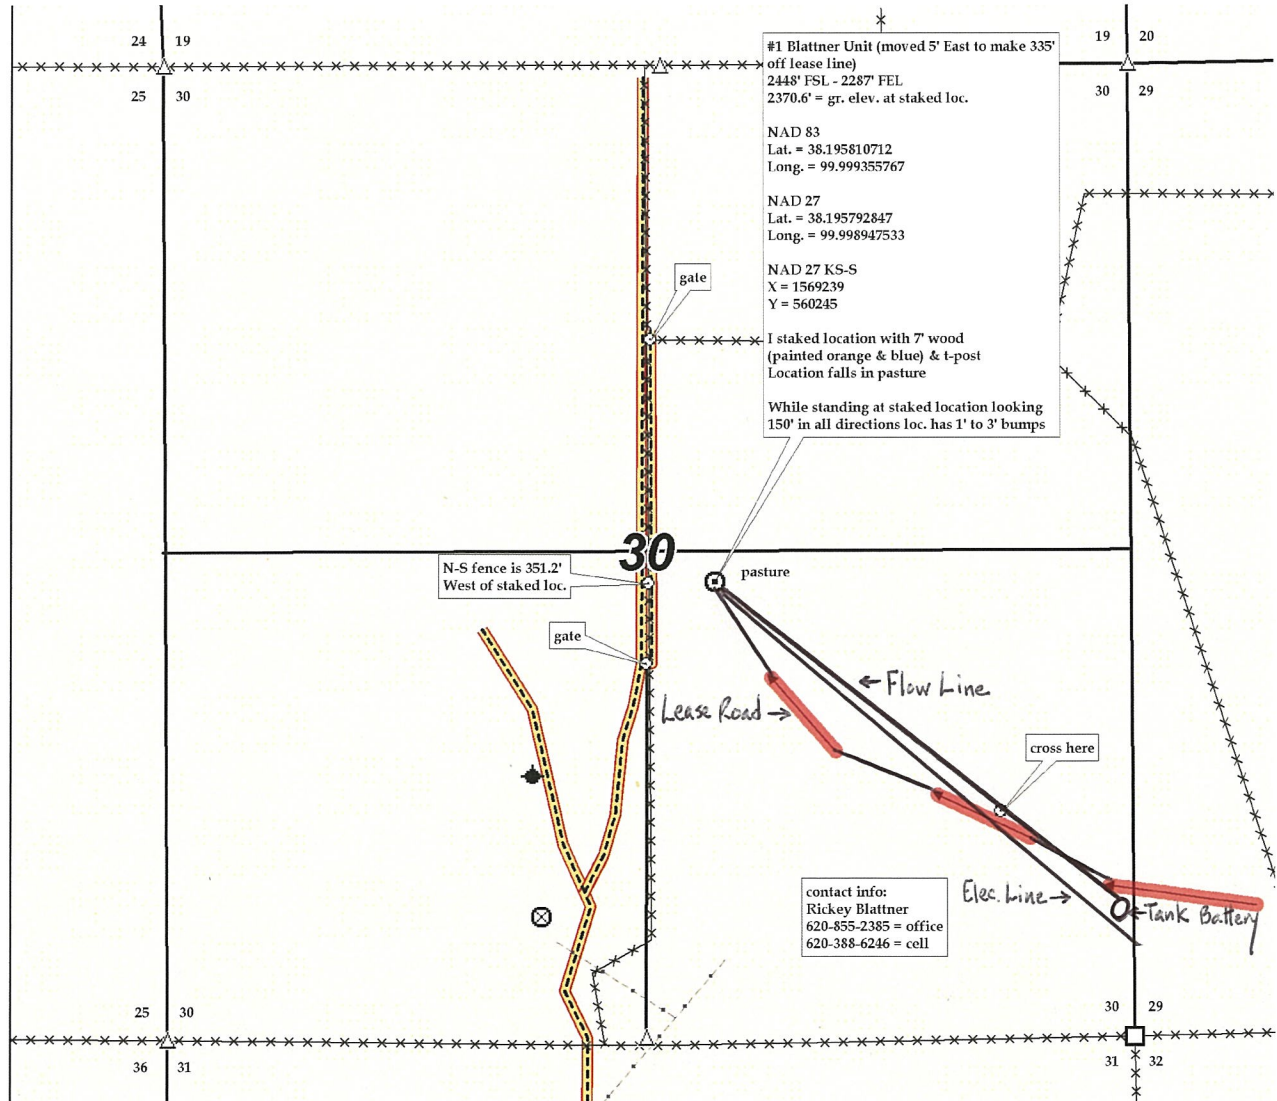 24 19
19 20
25 30
30 29
#1 Blattner Unit (moved 5' East to make 335'
off lease line)
2448' FSL - 2287' FEL
2370.6' = gr. elev. at staked loc.
NAD 83
Lat. = 38.195810712
Long. = 99.999355767
NAD 27
Lat. = 38.195792847
Long. = 99.998947533
NAD 27 KS-S
X = 1569239
Y = 560245
I staked location with 7' wood
(painted orange & blue) & t-post
Location falls in pasture
While standing at staked location looking
150' in all directions loc. has 1' to 3' bumps
gate
30
N-S fence is 351.2'
West of staked loc.
pasture
gate
← Flow Line
Lease Road →
cross here
contact info:
Rickey Blattner
620-855-2385 = office
620-388-6246 = cell
Elec. Line →
← Tank Battery
25 30
30 29
36 31
31 32